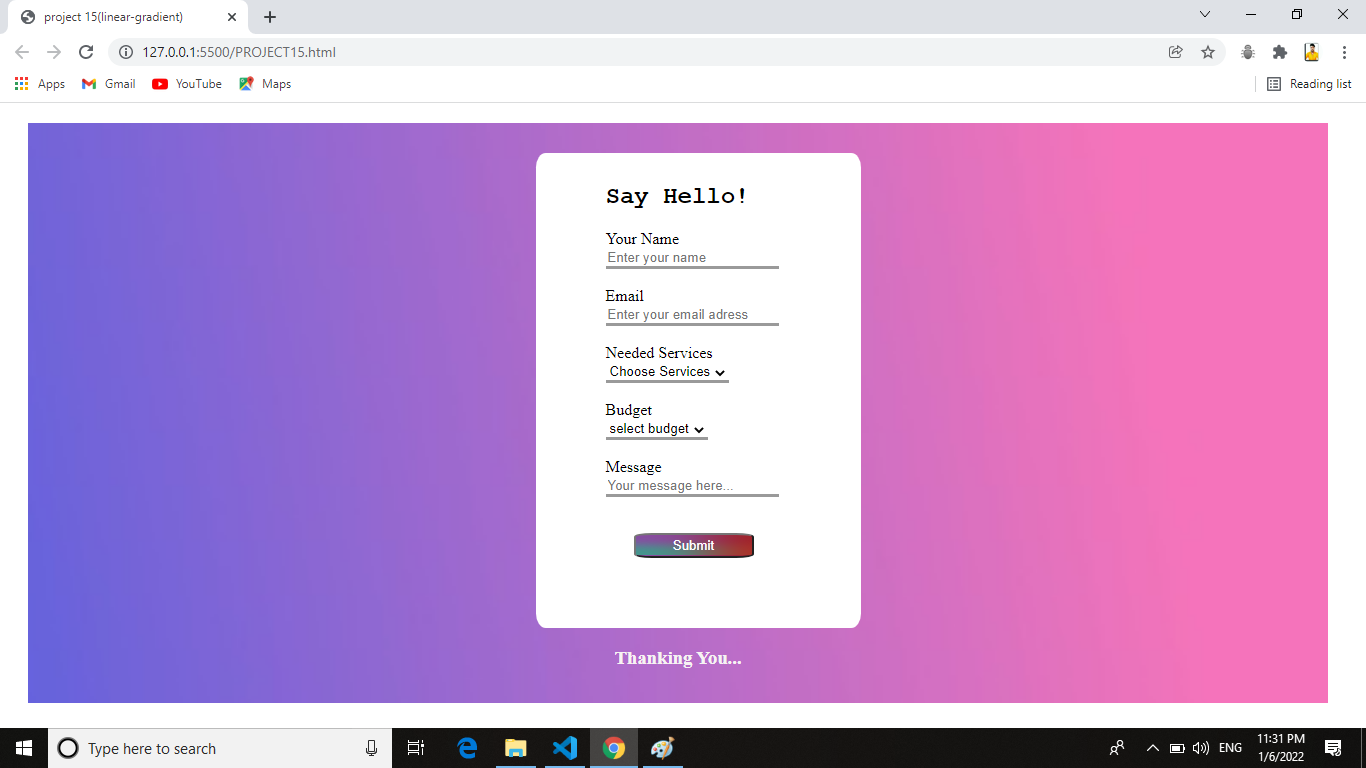 project 15(linear-gradient)
127.0.0.1:5500/PROJECT15.html
Apps Gmail YouTube Maps Reading list
Say Hello!
Your Name
Enter your name
Email
Enter your email adress
Needed Services
Choose Services
Budget
select budget
Message
Your message here...
Submit
Thanking You...
Type here to search
ENG
11:31 PM
1/6/2022